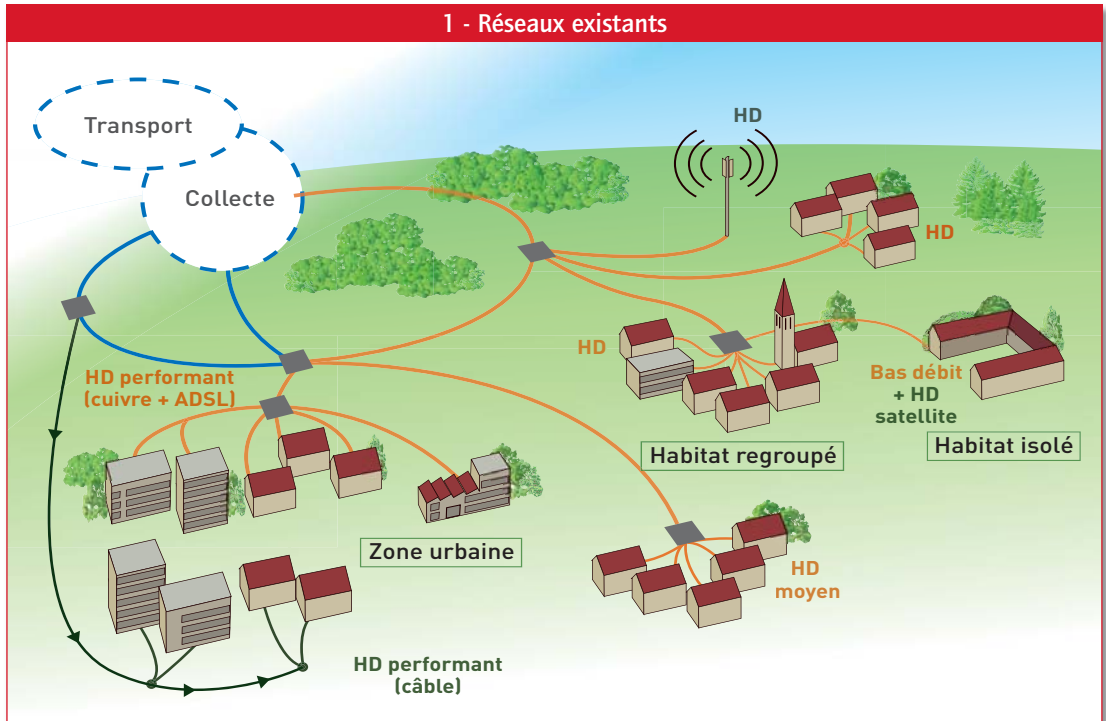 1 - Réseaux existants
Transport
Collecte
HD
HD
HD
Bas débit
+ HD
satellite
HD performant
(cuivre + ADSL)
Habitat regroupé
Habitat isolé
Zone urbaine
HD
moyen
HD performant
(câble)